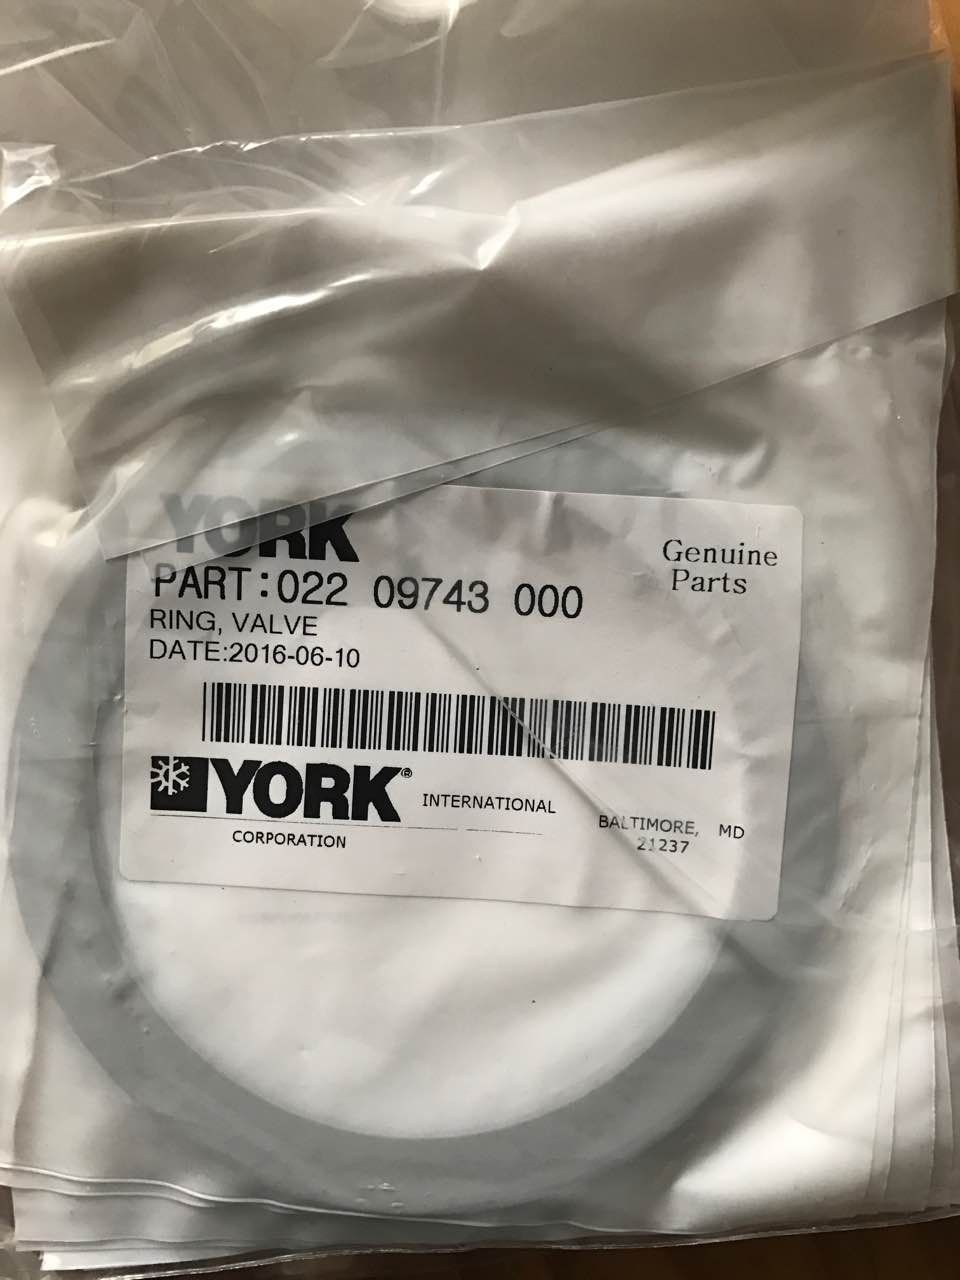 YORK
Genuine
Parts
PART:022 09743 000
RING, VALVE
DATE:2016-06-10
YORK® INTERNATIONAL
CORPORATION
BALTIMORE, MD
21237